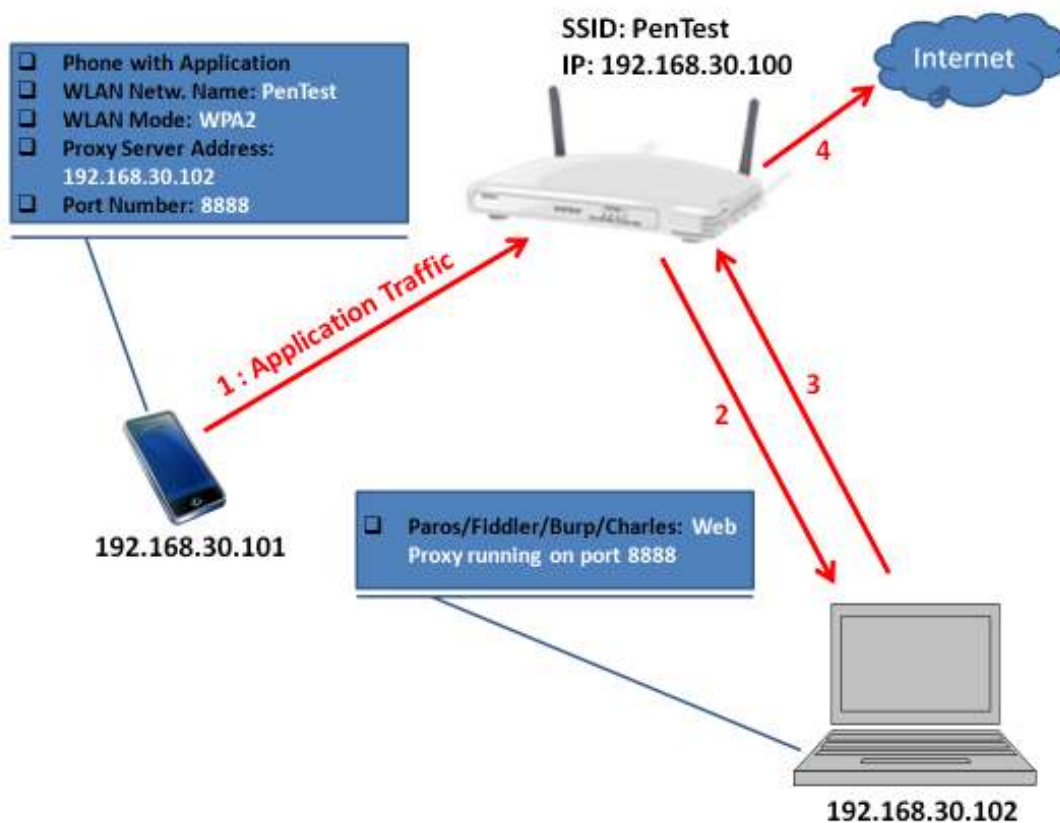 SSID: PenTest
IP: 192.168.30.100
Internet
Phone with Application
WLAN Netw. Name: PenTest
WLAN Mode: WPA2
Proxy Server Address:
192.168.30.102
Port Number: 8888
4
1 : Application Traffic
3
2
192.168.30.101
Paros/Fiddler/Burp/Charles: Web
Proxy running on port 8888
192.168.30.102